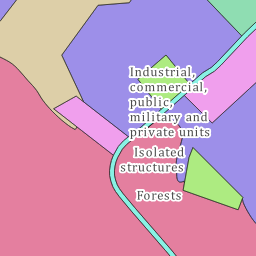 Industrial,
commercial,
public,
military and
private units
Isolated
structures
Forests